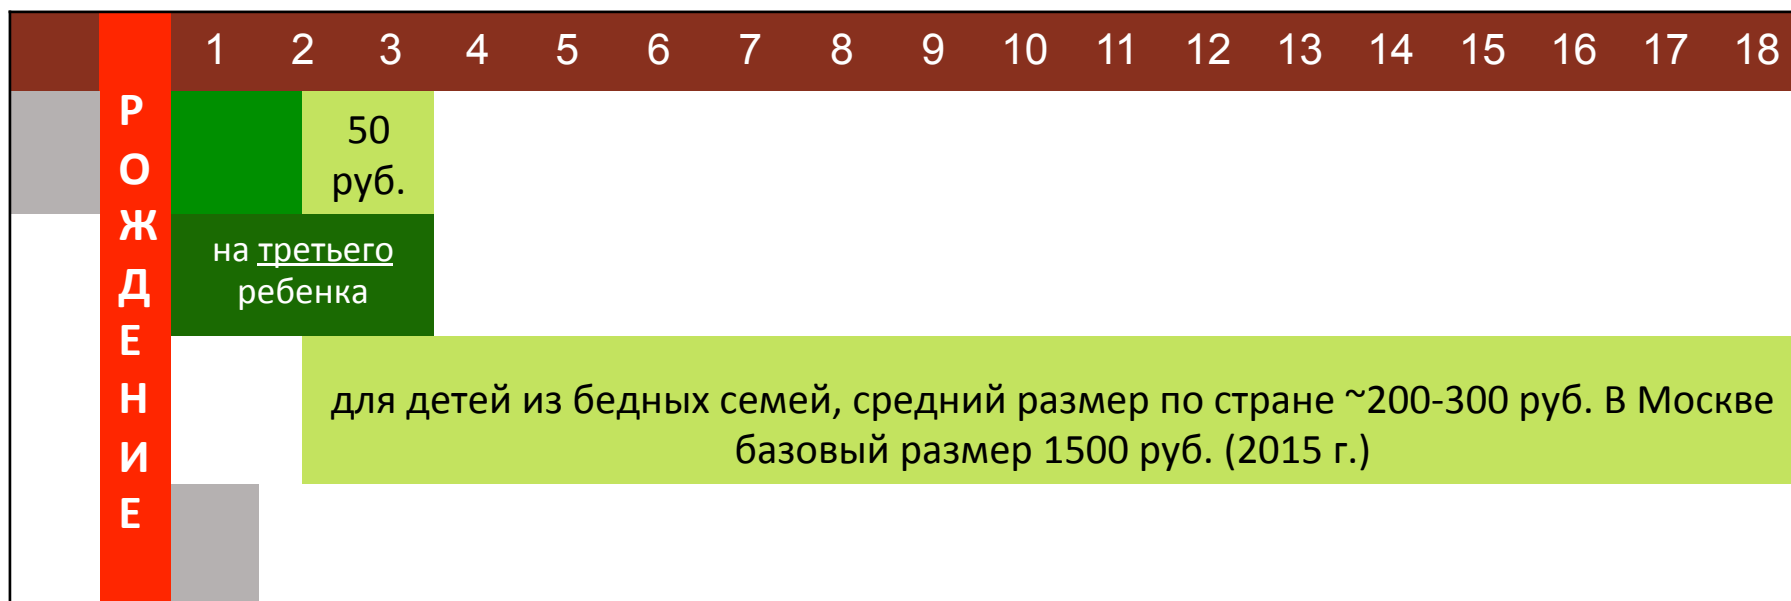 1 2 3 4 5 6 7 8 9 10 11 12 13 14 15 16 17 18
РОЖДЕНИЕ
50
руб.
на третьего
ребенка
для детей из бедных семей, средний размер по стране ~200-300 руб. В Москве
базовый размер 1500 руб. (2015 г.)